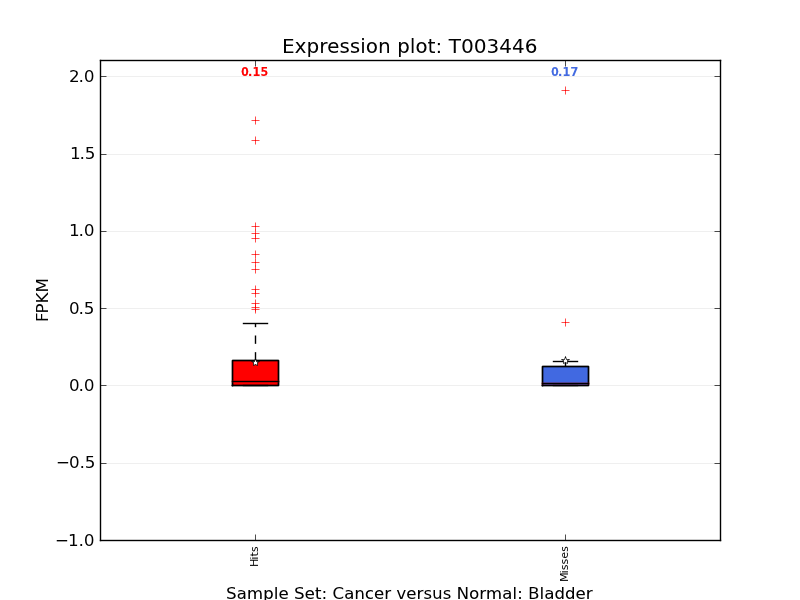 Expression plot: T003446
0.15 0.17
2.0
1.5
1.0
0.5
0.0
−0.5
−1.0
FPKM
Hits
Misses
Sample Set: Cancer versus Normal: Bladder